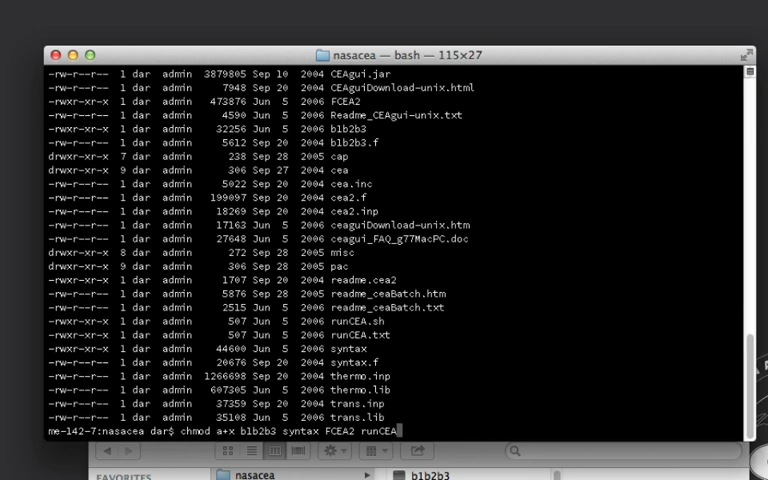 nasacea — bash — 115×27
-rw-r--r-- 1 dar admin 3879805 Sep 10 2004 CEAgui.jar
-rw-r--r-- 1 dar admin 7948 Sep 20 2004 CEAguiDownload-unix.html
-rwxr-xr-x 1 dar admin 473876 Jun 5 2006 FCEA2
-rw-r--r-- 1 dar admin 4590 Jun 5 2006 Readme_CEAgui-unix.txt
-rwxr-xr-x 1 dar admin 32256 Jun 5 2006 b1b2b3
-rw-r--r-- 1 dar admin 5612 Sep 20 2004 b1b2b3.f
drwxr-xr-x 7 dar admin 238 Sep 28 2005 cap
drwxr-xr-x 9 dar admin 306 Sep 27 2004 cea
-rw-r--r-- 1 dar admin 5022 Sep 20 2004 cea.inc
-rw-r--r-- 1 dar admin 199097 Sep 20 2004 cea2.f
-rw-r--r-- 1 dar admin 18269 Sep 20 2004 cea2.inp
-rw-r--r-- 1 dar admin 17163 Jun 5 2006 ceaguiDownload-unix.htm
-rw-r--r-- 1 dar admin 27648 Jun 5 2006 ceagui_FAQ_g77MacPC.doc
drwxr-xr-x 8 dar admin 272 Sep 28 2005 misc
drwxr-xr-x 9 dar admin 306 Sep 28 2005 pac
-rw-r--r-- 1 dar admin 1707 Sep 20 2004 readme.cea2
-rw-r--r-- 1 dar admin 5876 Sep 28 2005 readme_ceaBatch.htm
-rw-r--r-- 1 dar admin 2515 Jun 5 2006 readme_ceaBatch.txt
-rwxr-xr-x 1 dar admin 507 Jun 5 2006 runCEA.sh
-rwxr-xr-x 1 dar admin 507 Jun 5 2006 runCEA.txt
-rwxr-xr-x 1 dar admin 44600 Jun 5 2006 syntax
-rw-r--r-- 1 dar admin 20676 Sep 20 2004 syntax.f
-rw-r--r-- 1 dar admin 1266698 Sep 20 2004 thermo.inp
-rw-r--r-- 1 dar admin 607305 Jun 5 2006 thermo.lib
-rw-r--r-- 1 dar admin 37359 Sep 20 2004 trans.inp
-rw-r--r-- 1 dar admin 35108 Jun 5 2006 trans.lib
me-142-7:nasacea dar$ chmod a+x b1b2b3 syntax FCEA2 runCEA
FAVORITES nasacea b1b2b3